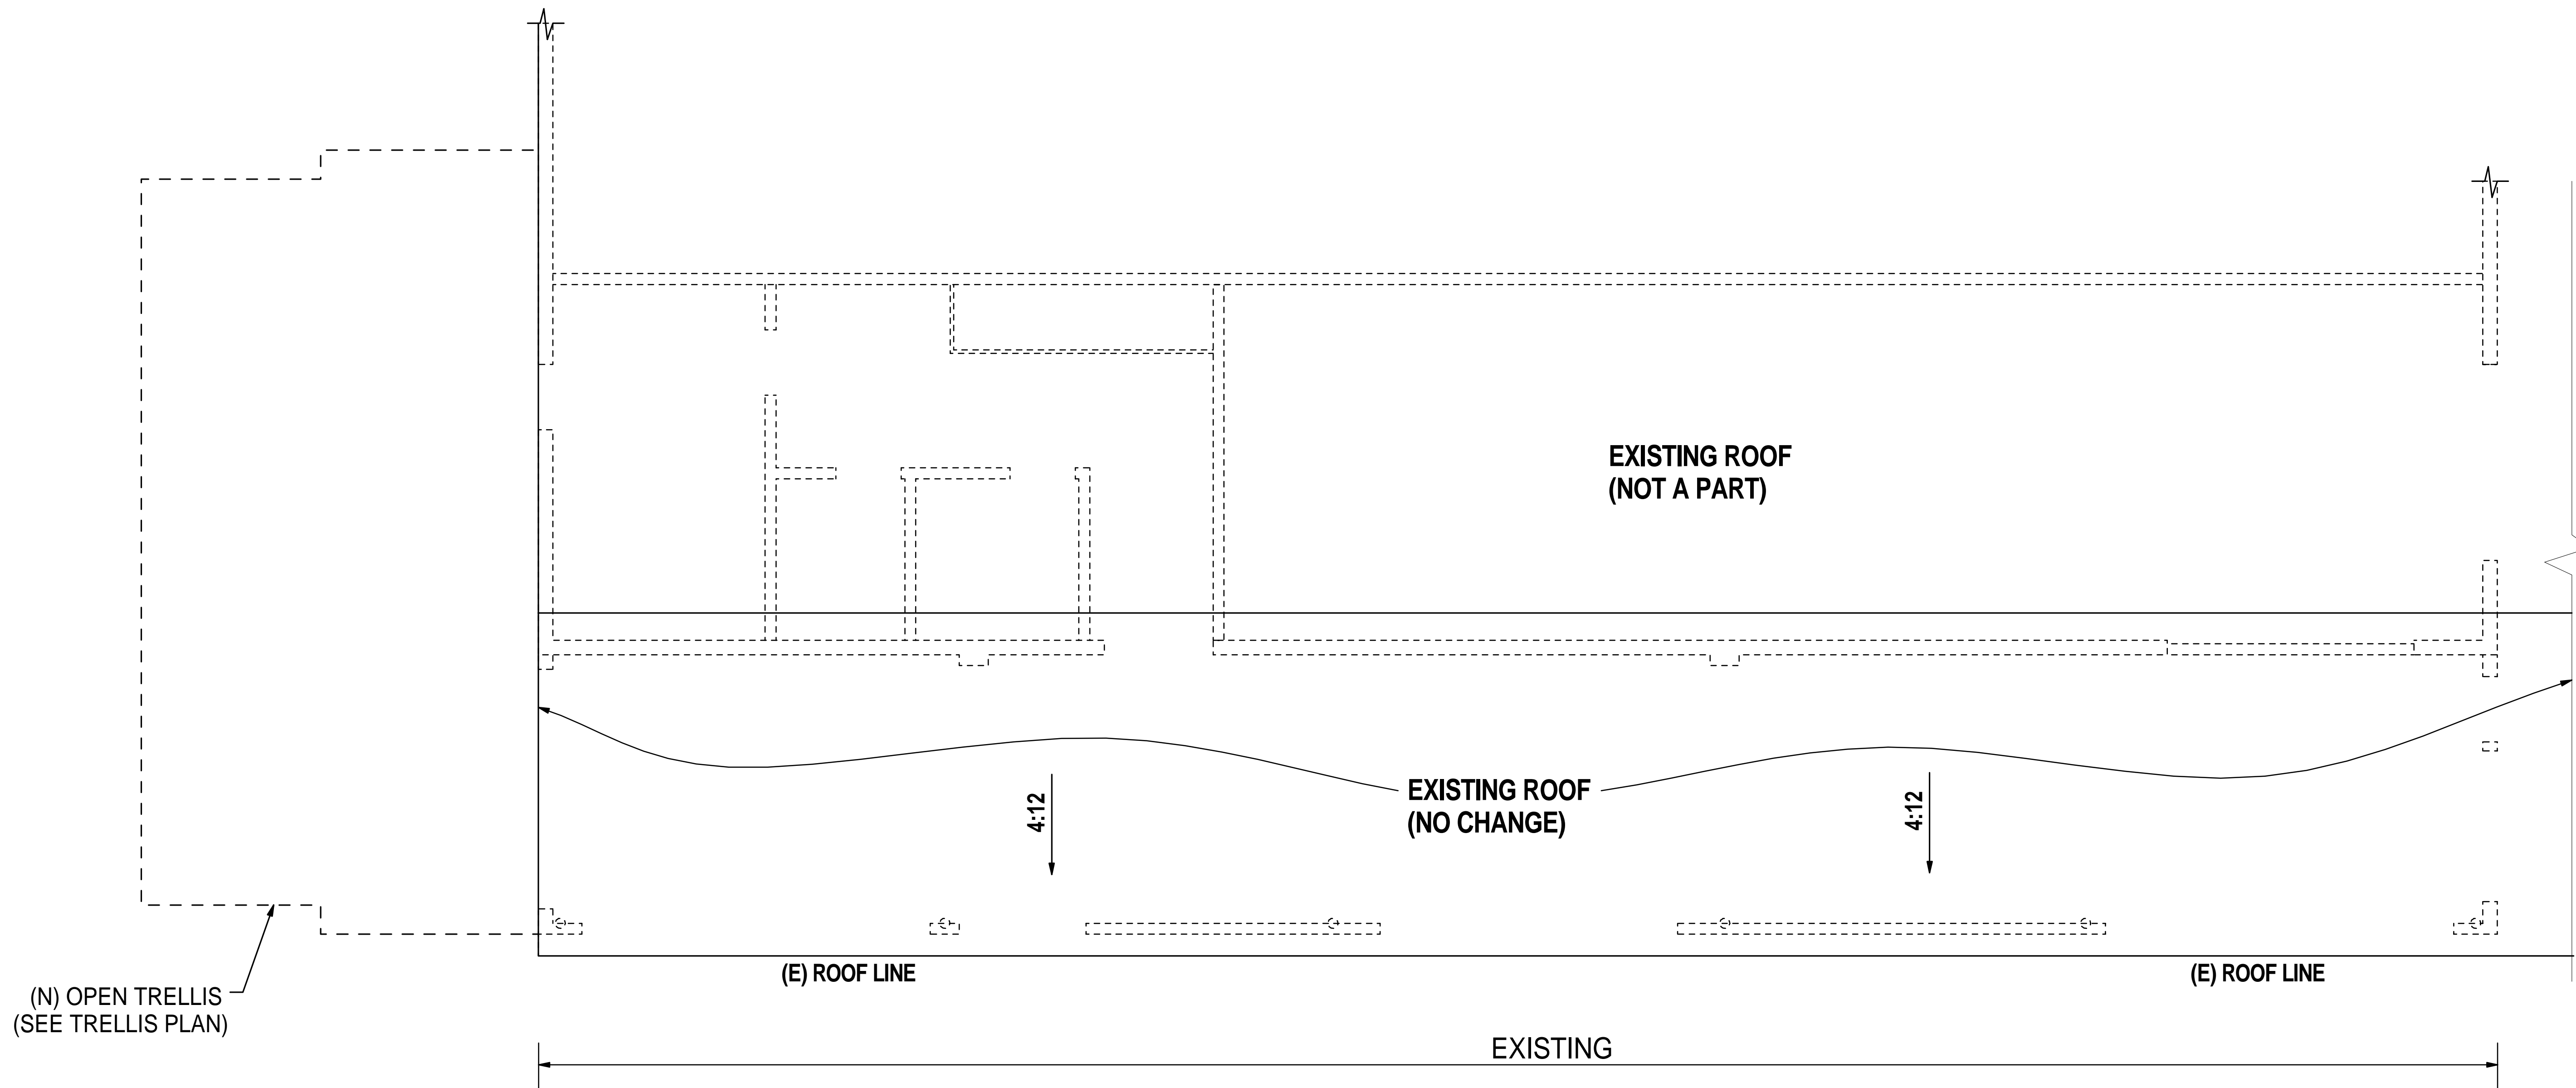 EXISTING ROOF
(NOT A PART)
EXISTING ROOF
(NO CHANGE)
4:12
4:12
(E) ROOF LINE
(E) ROOF LINE
(N) OPEN TRELLIS
(SEE TRELLIS PLAN)
EXISTING